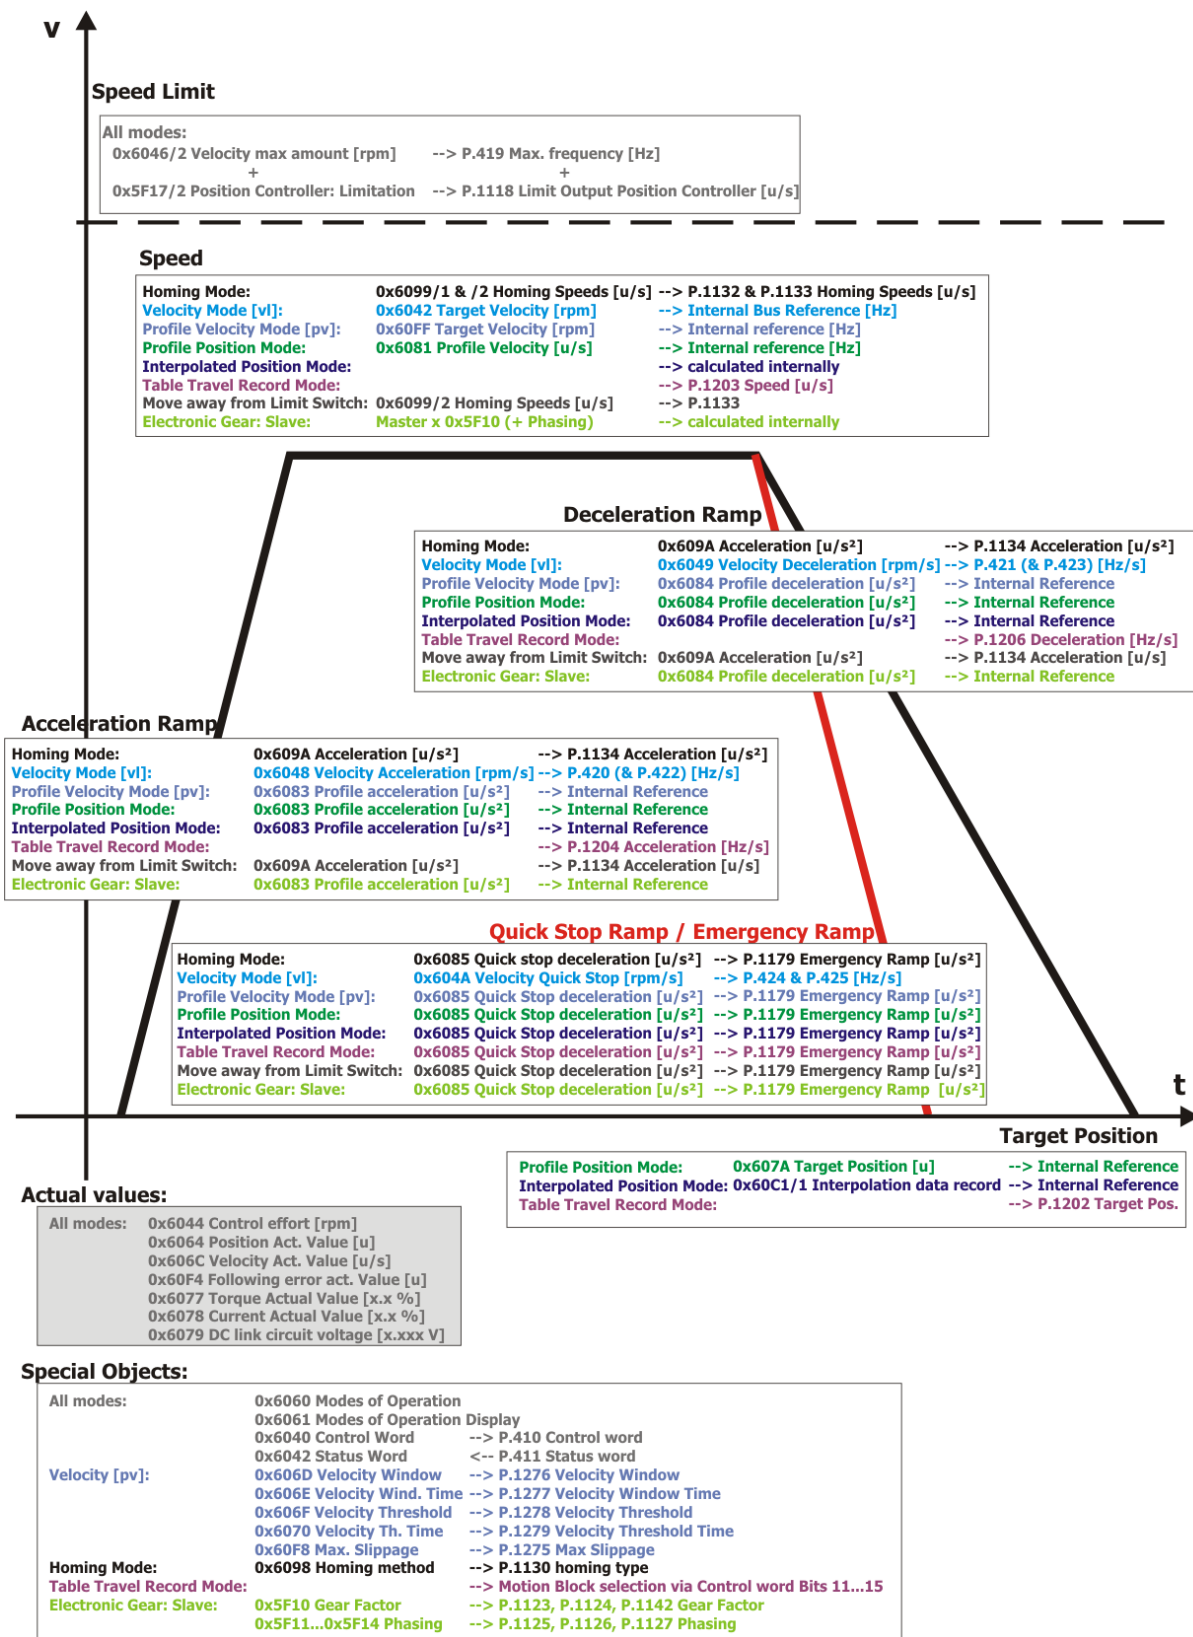 v
Speed Limit
All modes:
0x6046/2 Velocity max amount [rpm] --> P.419 Max. frequency [Hz]
+ +
0x5F17/2 Position Controller: Limitation --> P.1118 Limit Output Position Controller [u/s]
Speed
Homing Mode: 0x6099/1 & /2 Homing Speeds [u/s] --> P.1132 & P.1133 Homing Speeds [u/s]
Velocity Mode [vl]: 0x6042 Target Velocity [rpm] --> Internal Bus Reference [Hz]
Profile Velocity Mode [pv]: 0x60FF Target Velocity [rpm] --> Internal reference [Hz]
Profile Position Mode: 0x6081 Profile Velocity [u/s] --> Internal reference [Hz]
Interpolated Position Mode: --> calculated internally
Table Travel Record Mode: --> P.1203 Speed [u/s]
Move away from Limit Switch: 0x6099/2 Homing Speeds [u/s] --> P.1133
Electronic Gear: Slave: Master x 0x5F10 (+ Phasing) --> calculated internally
Deceleration Ramp
Homing Mode: 0x609A Acceleration [u/s²] --> P.1134 Acceleration [u/s²]
Velocity Mode [vl]: 0x6049 Velocity Deceleration [rpm/s] --> P.421 (& P.423) [Hz/s]
Profile Velocity Mode [pv]: 0x6084 Profile deceleration [u/s²] --> Internal Reference
Profile Position Mode: 0x6084 Profile deceleration [u/s²] --> Internal Reference
Interpolated Position Mode: 0x6084 Profile deceleration [u/s²] --> Internal Reference
Table Travel Record Mode: --> P.1206 Deceleration [Hz/s]
Move away from Limit Switch: 0x609A Acceleration [u/s²] --> P.1134 Acceleration [u/s]
Electronic Gear: Slave: 0x6084 Profile deceleration [u/s²] --> Internal Reference
Acceleration Ramp
Homing Mode: 0x609A Acceleration [u/s²] --> P.1134 Acceleration [u/s²]
Velocity Mode [vl]: 0x6048 Velocity Acceleration [rpm/s] --> P.420 (& P.422) [Hz/s]
Profile Velocity Mode [pv]: 0x6083 Profile acceleration [u/s²] --> Internal Reference
Profile Position Mode: 0x6083 Profile acceleration [u/s²] --> Internal Reference
Interpolated Position Mode: 0x6083 Profile acceleration [u/s²] --> Internal Reference
Table Travel Record Mode: --> P.1204 Acceleration [Hz/s]
Move away from Limit Switch: 0x609A Acceleration [u/s²] --> P.1134 Acceleration [u/s]
Electronic Gear: Slave: 0x6083 Profile acceleration [u/s²] --> Internal Reference
Quick Stop Ramp / Emergency Ramp
Homing Mode: 0x6085 Quick stop deceleration [u/s²] --> P.1179 Emergency Ramp [u/s²]
Velocity Mode [vl]: 0x604A Velocity Quick Stop [rpm/s] --> P.424 & P.425 [Hz/s]
Profile Velocity Mode [pv]: 0x6085 Quick Stop deceleration [u/s²] --> P.1179 Emergency Ramp [u/s²]
Profile Position Mode: 0x6085 Quick Stop deceleration [u/s²] --> P.1179 Emergency Ramp [u/s²]
Interpolated Position Mode: 0x6085 Quick Stop deceleration [u/s²] --> P.1179 Emergency Ramp [u/s²]
Table Travel Record Mode: 0x6085 Quick Stop deceleration [u/s²] --> P.1179 Emergency Ramp [u/s²]
Move away from Limit Switch: 0x6085 Quick Stop deceleration [u/s²] --> P.1179 Emergency Ramp [u/s²]
Electronic Gear: Slave: 0x6085 Quick Stop deceleration [u/s²] --> P.1179 Emergency Ramp [u/s²]
t
Target Position
Profile Position Mode: 0x607A Target Position [u] --> Internal Reference
Interpolated Position Mode: 0x60C1/1 Interpolation data record --> Internal Reference
Table Travel Record Mode: --> P.1202 Target Pos.
Actual values:
All modes: 0x6044 Control effort [rpm]
0x6064 Position Act. Value [u]
0x606C Velocity Act. Value [u/s]
0x60F4 Following error act. Value [u]
0x6077 Torque Actual Value [x.x %]
0x6078 Current Actual Value [x.x %]
0x6079 DC link circuit voltage [x.xxx V]
Special Objects:
All modes: 0x6060 Modes of Operation
0x6061 Modes of Operation Display
0x6040 Control Word --> P.410 Control word
0x6042 Status Word <-- P.411 Status word
Velocity [pv]: 0x606D Velocity Window --> P.1276 Velocity Window
0x606E Velocity Wind. Time --> P.1277 Velocity Window Time
0x606F Velocity Threshold --> P.1278 Velocity Threshold
0x6070 Velocity Th. Time --> P.1279 Velocity Threshold Time
0x60F8 Max. Slippage --> P.1275 Max Slippage
Homing Mode: 0x6098 Homing method --> P.1130 homing type
Table Travel Record Mode: --> Motion Block selection via Control word Bits 11...15
Electronic Gear: Slave: 0x5F10 Gear Factor --> P.1123, P.1124, P.1142 Gear Factor
0x5F11...0x5F14 Phasing --> P.1125, P.1126, P.1127 Phasing